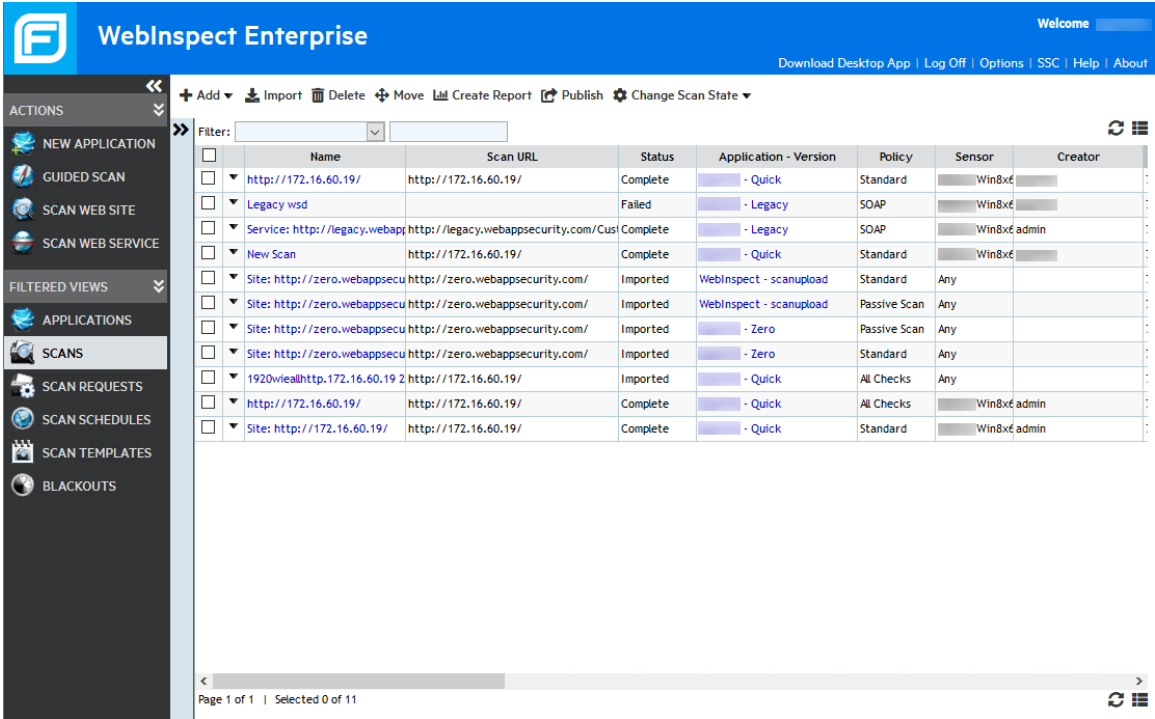 WebInspect Enterprise
Welcome
Download Desktop App | Log Off | Options | SSC | Help | About
ACTIONS
NEW APPLICATION
GUIDED SCAN
SCAN WEB SITE
SCAN WEB SERVICE
FILTERED VIEWS
APPLICATIONS
SCANS
SCAN REQUESTS
SCAN SCHEDULES
SCAN TEMPLATES
BLACKOUTS
Add Import Delete Move Create Report Publish Change Scan State
Filter:
Name Scan URL Status Application - Version Policy Sensor Creator
http://172.16.60.19/ http://172.16.60.19/ Complete - Quick Standard Win8x6
Legacy wsd Failed - Legacy SOAP Win8x6
Service: http://legacy.webapp http://legacy.webappsecurity.com/Cust Complete - Legacy SOAP Win8x6 admin
New Scan http://172.16.60.19/ Complete - Quick Standard Win8x6
Site: http://zero.webappsecu http://zero.webappsecurity.com/ Imported WebInspect - scanupload Standard Any
Site: http://zero.webappsecu http://zero.webappsecurity.com/ Imported WebInspect - scanupload Passive Scan Any
Site: http://zero.webappsecu http://zero.webappsecurity.com/ Imported - Zero Passive Scan Any
Site: http://zero.webappsecu http://zero.webappsecurity.com/ Imported - Zero Standard Any
1920wieallhttp.172.16.60.19 2 http://172.16.60.19/ Imported - Quick All Checks Any
http://172.16.60.19/ http://172.16.60.19/ Complete - Quick All Checks Win8x6 admin
Site: http://172.16.60.19/ http://172.16.60.19/ Complete - Quick Standard Win8x6 admin
Page 1 of 1 | Selected 0 of 11